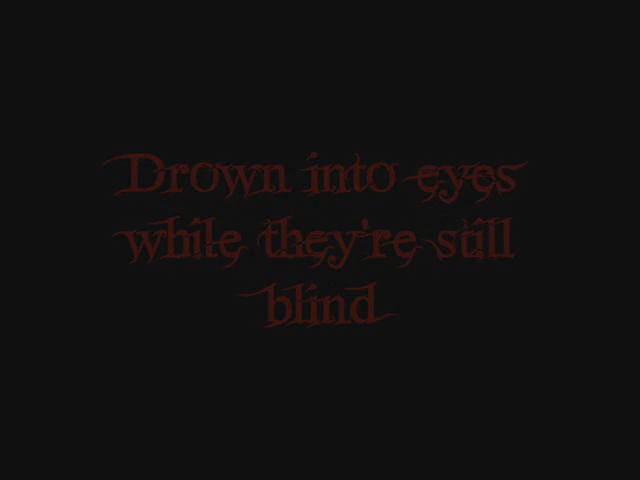 Drown into eyes
while they're still
blind